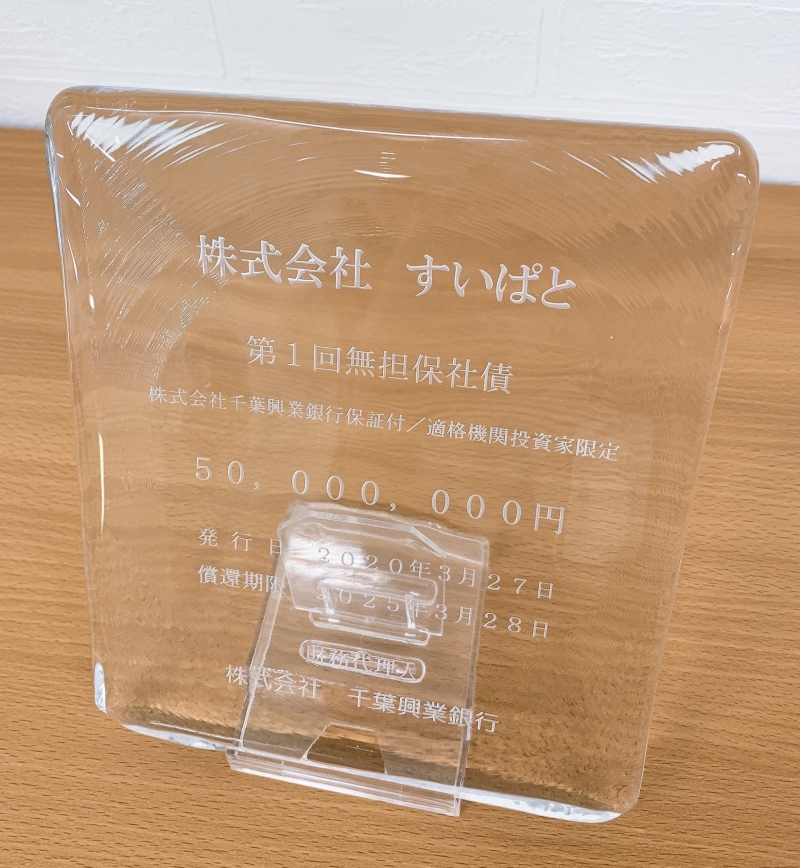 株式会社　すいぱと
第１回無担保社債
株式会社千葉興業銀行保証付／適格機関投資家限定
５０，０００，０００円
発行日　２０２０年３月２７日
償還期限　２０２５年３月２８日
財務代理人
株式会社　千葉興業銀行